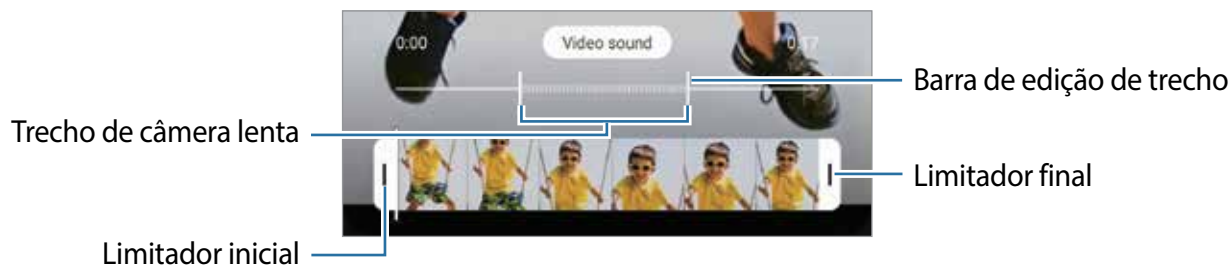 0:00
Video sound
0:17
Barra de edição de trecho
Trecho de câmera lenta
Limitador final
Limitador inicial